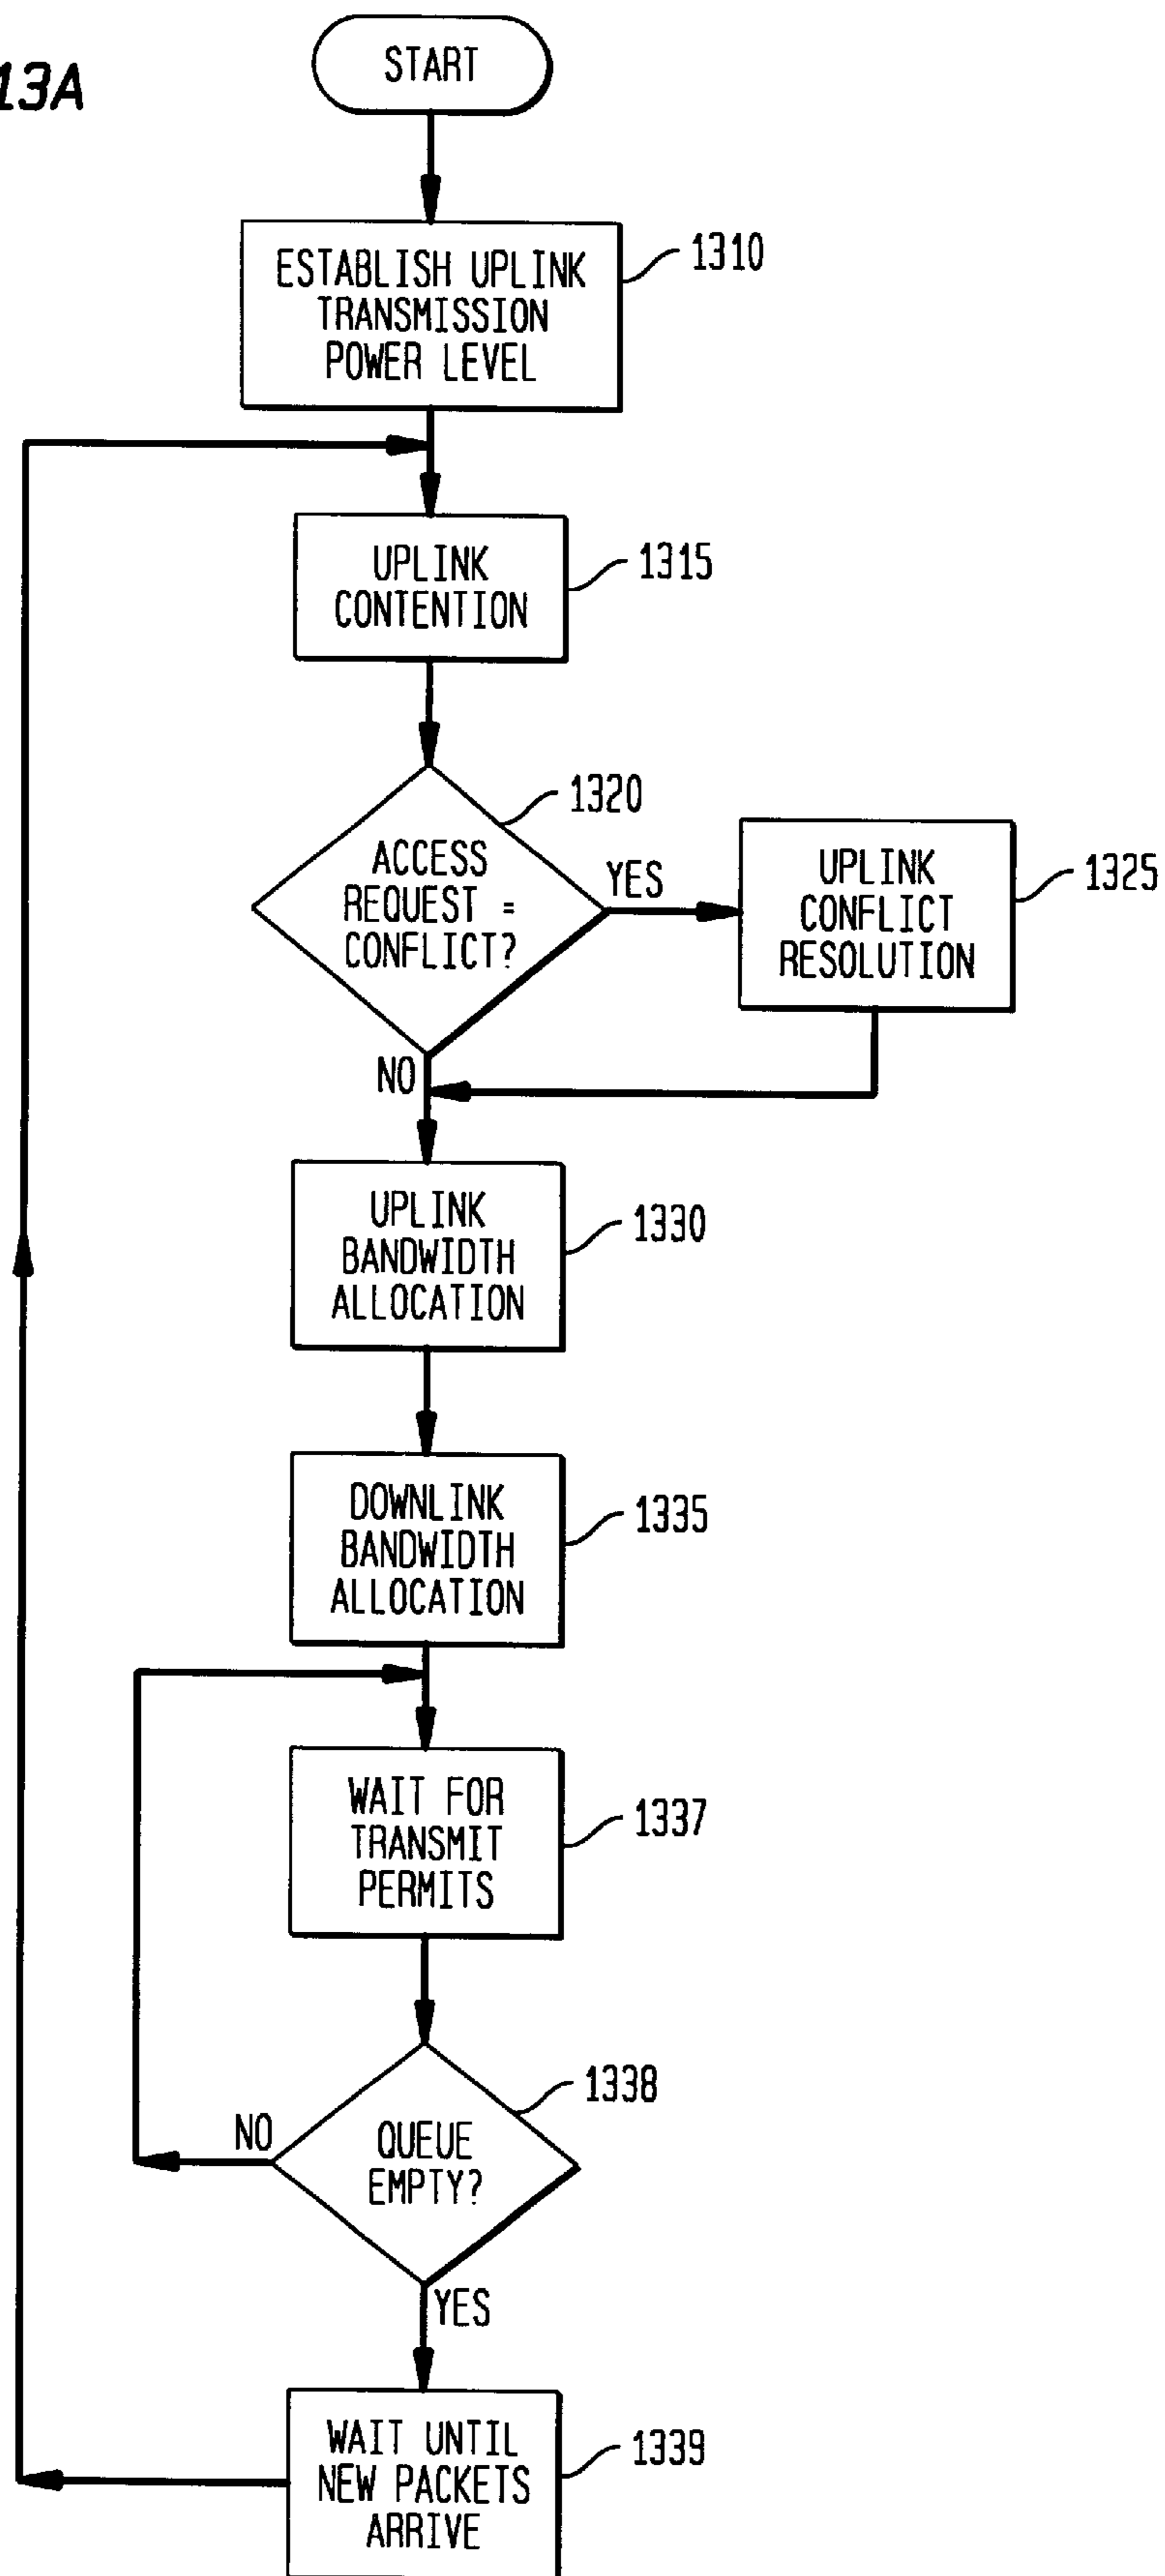 13A
START
ESTABLISH UPLINK
TRANSMISSION
POWER LEVEL
1310
UPLINK
CONTENTION
1315
1320
ACCESS
REQUEST =
CONFLICT?
YES
UPLINK
CONFLICT
RESOLUTION
1325
NO
UPLINK
BANDWIDTH
ALLOCATION
1330
DOWNLINK
BANDWIDTH
ALLOCATION
1335
WAIT FOR
TRANSMIT
PERMITS
1337
1338
NO
QUEUE
EMPTY?
YES
WAIT UNTIL
NEW PACKETS
ARRIVE
1339